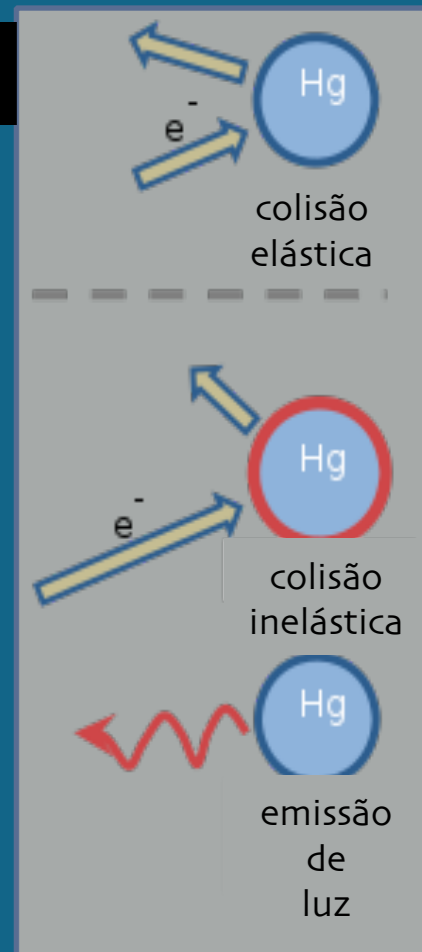 Hg
e-
colisão
elástica
Hg
e-
colisão
inelástica
Hg
emissão
de
luz